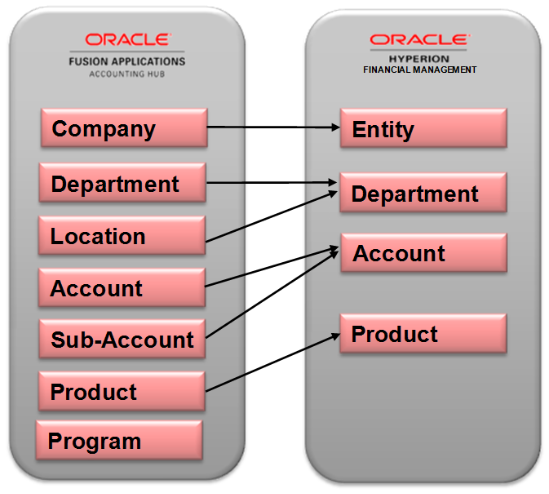 ORACLE
FUSION APPLICATIONS
ACCOUNTING HUB
Company
Department
Location
Account
Sub-Account
Product
Program
ORACLE
HYPERION
FINANCIAL MANAGEMENT
Entity
Department
Account
Product